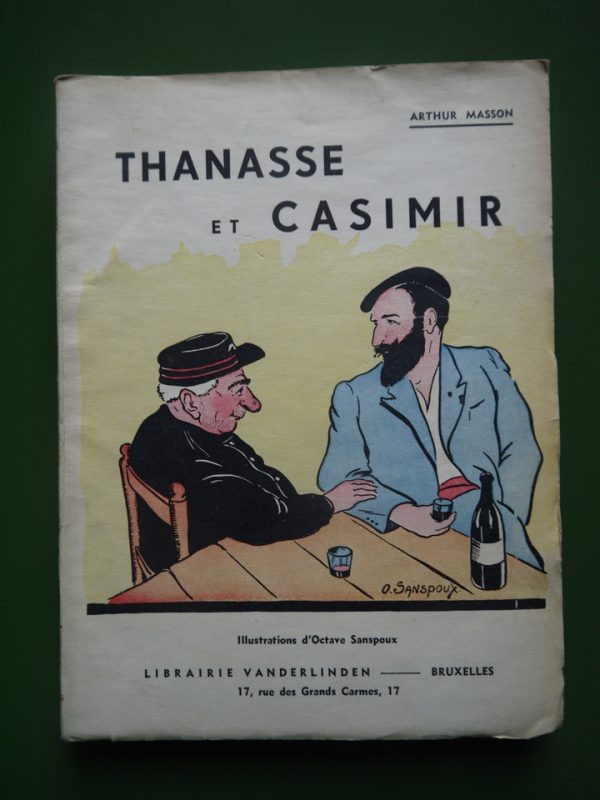 ARTHUR MASSON
THANASSE
ET CASIMIR
O. SANSPOUX
Illustrations d'Octave Sanspoux
LIBRAIRIE VANDERLINDEN —— BRUXELLES
17, rue des Grands Carmes, 17